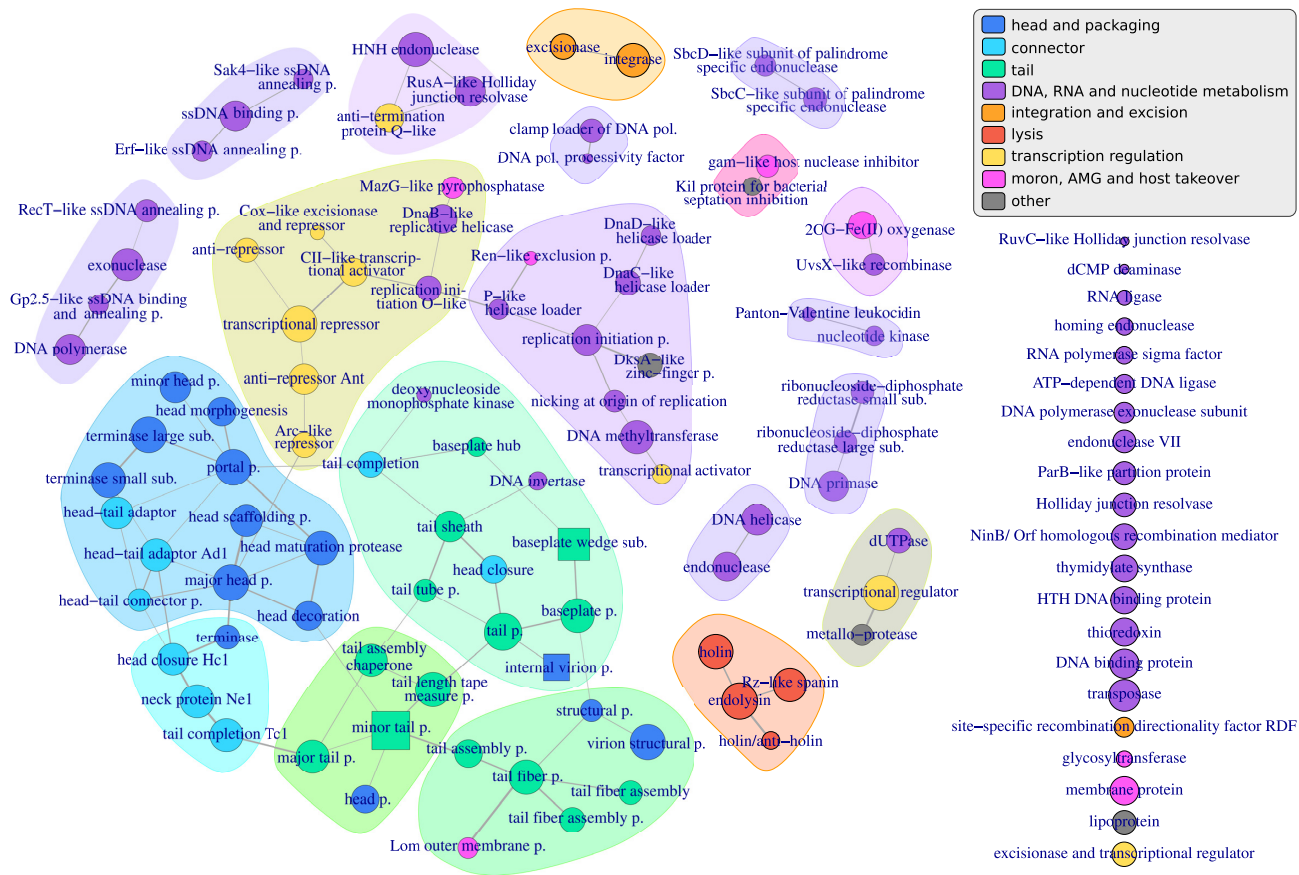 head and packaging
connector
tail
DNA, RNA and nucleotide metabolism
integration and excision
lysis
transcription regulation
moron, AMG and host takeover
other
HNH endonuclease
RusA−like Holliday
junction resolvase
anti−termination
protein Q−like
Sak4−like ssDNA
annealing p.
ssDNA binding p.
Erf−like ssDNA annealing p.
excisionase
integrase
SbcD−like subunit of palindrome
specific endonuclease
SbcC−like subunit of palindrome
specific endonuclease
clamp loader of DNA pol.
DNA pol. processivity factor
gam−like host nuclease inhibitor
Kil protein for bacterial
septation inhibition
RecT−like ssDNA annealing p.
exonuclease
Gp2.5−like ssDNA binding
and annealing p.
DNA polymerase
MazG−like pyrophosphatase
Cox−like excisionase
and repressor
DnaB−like
replicative helicase
anti−repressor
CII−like transcrip−
tional activator
replication ini−
tiation O−like
transcriptional repressor
anti−repressor Ant
Arc−like
repressor
DnaD−like
helicase loader
Ren−like exclusion p.
DnaC−like
helicase loader
P−like
helicase loader
replication initiation p.
DksA−like
zinc−finger p.
nicking at origin of replication
DNA methyltransferase
transcriptional activator
2OG−Fe(II) oxygenase
UvsX−like recombinase
Panton−Valentine leukocidin
nucleotide kinase
ribonucleoside−diphosphate
reductase small sub.
ribonucleoside−diphosphate
reductase large sub.
DNA primase
DNA helicase
endonuclease
dUTPase
transcriptional regulator
metallo−protease
minor head p.
head morphogenesis
terminase large sub.
portal p.
terminase small sub.
head−tail adaptor
head scaffolding p.
head−tail adaptor Ad1
head maturation protease
major head p.
head−tail connector p.
head decoration
terminase
head closure Hc1
neck protein Ne1
tail completion Tc1
deoxynucleoside
monophosphate kinase
baseplate hub
tail completion
DNA invertase
tail sheath
baseplate wedge sub.
head closure
tail tube p.
baseplate p.
tail p.
internal virion p.
tail assembly
chaperone
tail length tape
measure p.
minor tail p.
major tail p.
head p.
structural p.
virion structural p.
tail assembly p.
tail fiber p.
tail fiber assembly
tail fiber assembly p.
Lom outer membrane p.
holin
Rz−like spanin
endolysin
holin/anti−holin
RuvC−like Holliday junction resolvase
dCMP deaminase
RNA ligase
homing endonuclease
RNA polymerase sigma factor
ATP−dependent DNA ligase
DNA polymerase exonuclease subunit
endonuclease VII
ParB−like partition protein
Holliday junction resolvase
NinB/ Orf homologous recombination mediator
thymidylate synthase
HTH DNA binding protein
thioredoxin
DNA binding protein
transposase
site−specific recombination directionality factor RDF
glycosyltransferase
membrane protein
lipoprotein
excisionase and transcriptional regulator